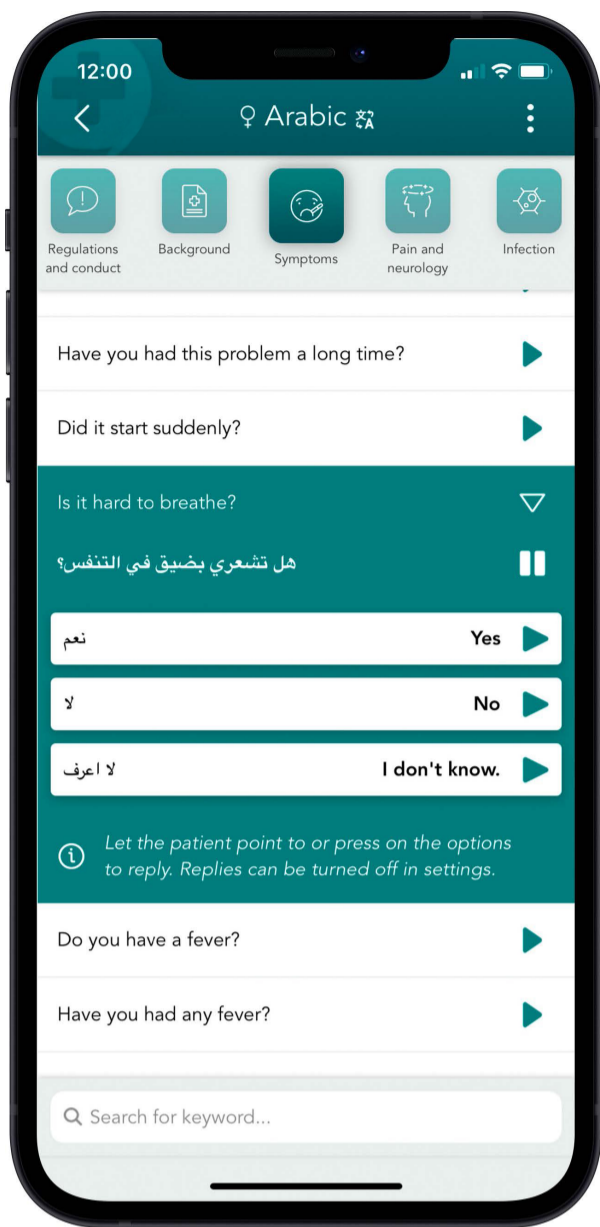 12:00
♀ Arabic
Regulations
and conduct
Background
Symptoms
Pain and
neurology
Infection
Have you had this problem a long time?
Did it start suddenly?
Is it hard to breathe?
هل تشعري بضيق في التنفس؟
نعم Yes
لا No
لا اعرف I don't know.
Let the patient point to or press on the options
to reply. Replies can be turned off in settings.
Do you have a fever?
Have you had any fever?
Search for keyword...